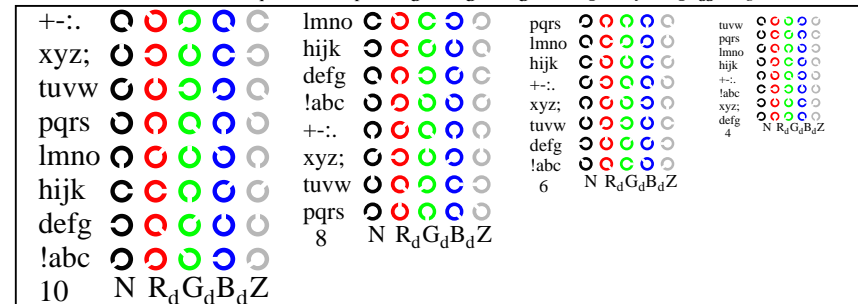 +-:.
xyz;
tuvw
pqrs
lmno
hijk
defg
!abc
10 N RdGdBdZ
lmno
hijk
defg
!abc
+-:.
xyz;
tuvw
pqrs
8 N RdGdBdZ
pqrs
lmno
hijk
+-:.
xyz;
tuvw
defg
!abc
6 N RdGdBdZ
tuvw
pqrs
lmno
hijk
+-:.
!abc
xyz;
defg
4 N RdGdBdZ